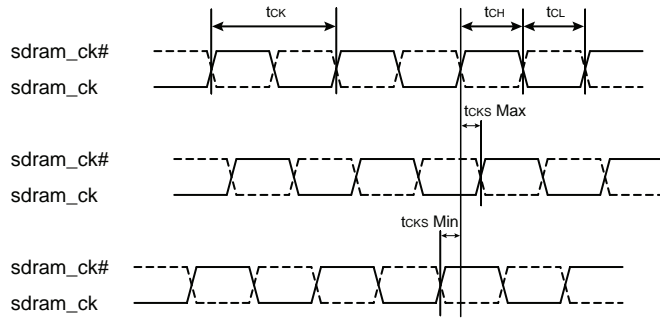 tCK tCH tCL
sdram_ck#
sdram_ck
tCKS Max
sdram_ck#
sdram_ck
tCKS Min
sdram_ck#
sdram_ck